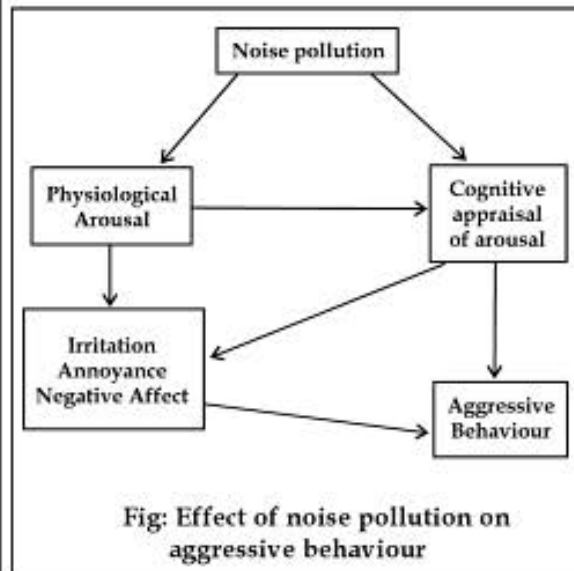 Noise pollution
Physiological
Arousal
Cognitive
appraisal
of arousal
Irritation
Annoyance
Negative Affect
Aggressive
Behaviour
Fig: Effect of noise pollution on
aggressive behaviour